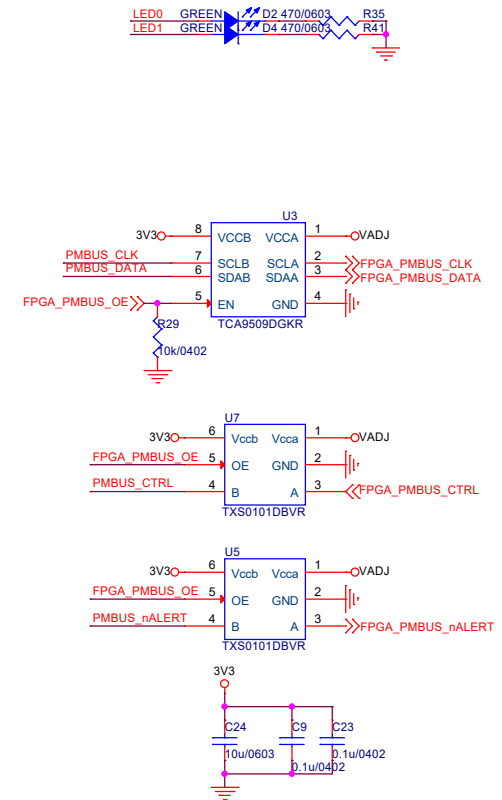 LED0 GREEN D2 470/0603 R35
LED1 GREEN D4 470/0603 R41
U3
3V3 8 VCCB VCCA 1 VADJ
PMBUS_CLK 7 SCLB SCLA 2 FPGA_PMBUS_CLK
PMBUS_DATA 6 SDAB SDAA 3 FPGA_PMBUS_DATA
FPGA_PMBUS_OE 5 EN GND 4
TCA9509DGKR
R29
10k/0402
U7
3V3 6 Vccb Vcca 1 VADJ
FPGA_PMBUS_OE 5 OE GND 2
PMBUS_CTRL 4 B A 3 FPGA_PMBUS_CTRL
TXS0101DBVR
U5
3V3 6 Vccb Vcca 1 VADJ
FPGA_PMBUS_OE 5 OE GND 2
PMBUS_nALERT 4 B A 3 FPGA_PMBUS_nALERT
TXS0101DBVR
3V3
C24 C9 C23
10u/0603 0.1u/0402
0.1u/0402